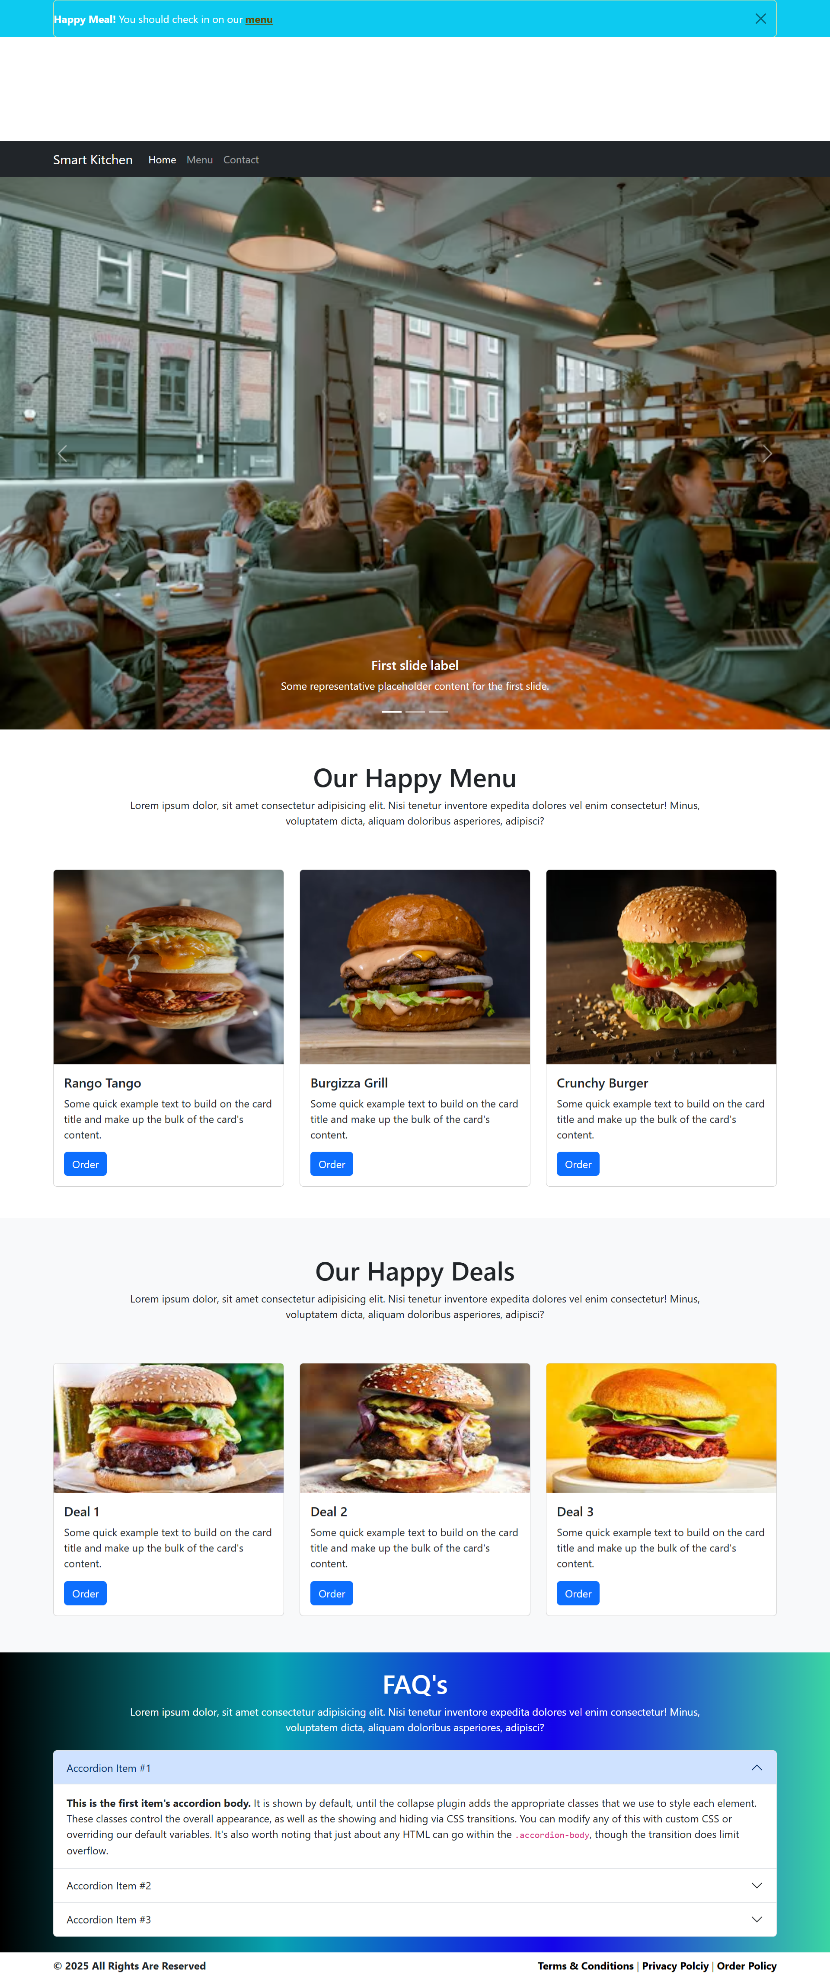 Happy Meal! You should check in on our menu
Smart Kitchen Home Menu Contact
First slide label
Some representative placeholder content for the first slide.
Our Happy Menu
Lorem ipsum dolor, sit amet consectetur adipisicing elit. Nisi tenetur inventore expedita dolores vel enim consectetur! Minus,
voluptatem dicta, aliquam doloribus asperiores, adipisci?
Rango Tango
Some quick example text to build on the card
title and make up the bulk of the card's
content.
Order
Burgizza Grill
Some quick example text to build on the card
title and make up the bulk of the card's
content.
Order
Crunchy Burger
Some quick example text to build on the card
title and make up the bulk of the card's
content.
Order
Our Happy Deals
Lorem ipsum dolor, sit amet consectetur adipisicing elit. Nisi tenetur inventore expedita dolores vel enim consectetur! Minus,
voluptatem dicta, aliquam doloribus asperiores, adipisci?
Deal 1
Some quick example text to build on the card
title and make up the bulk of the card's
content.
Order
Deal 2
Some quick example text to build on the card
title and make up the bulk of the card's
content.
Order
Deal 3
Some quick example text to build on the card
title and make up the bulk of the card's
content.
Order
FAQ's
Lorem ipsum dolor, sit amet consectetur adipisicing elit. Nisi tenetur inventore expedita dolores vel enim consectetur! Minus,
voluptatem dicta, aliquam doloribus asperiores, adipisci?
Accordion Item #1
This is the first item's accordion body. It is shown by default, until the collapse plugin adds the appropriate classes that we use to style each element.
These classes control the overall appearance, as well as the showing and hiding via CSS transitions. You can modify any of this with custom CSS or
overriding our default variables. It's also worth noting that just about any HTML can go within the .accordion-body, though the transition does limit
overflow.
Accordion Item #2
Accordion Item #3
© 2025 All Rights Are Reserved
Terms & Conditions | Privacy Polciy | Order Policy